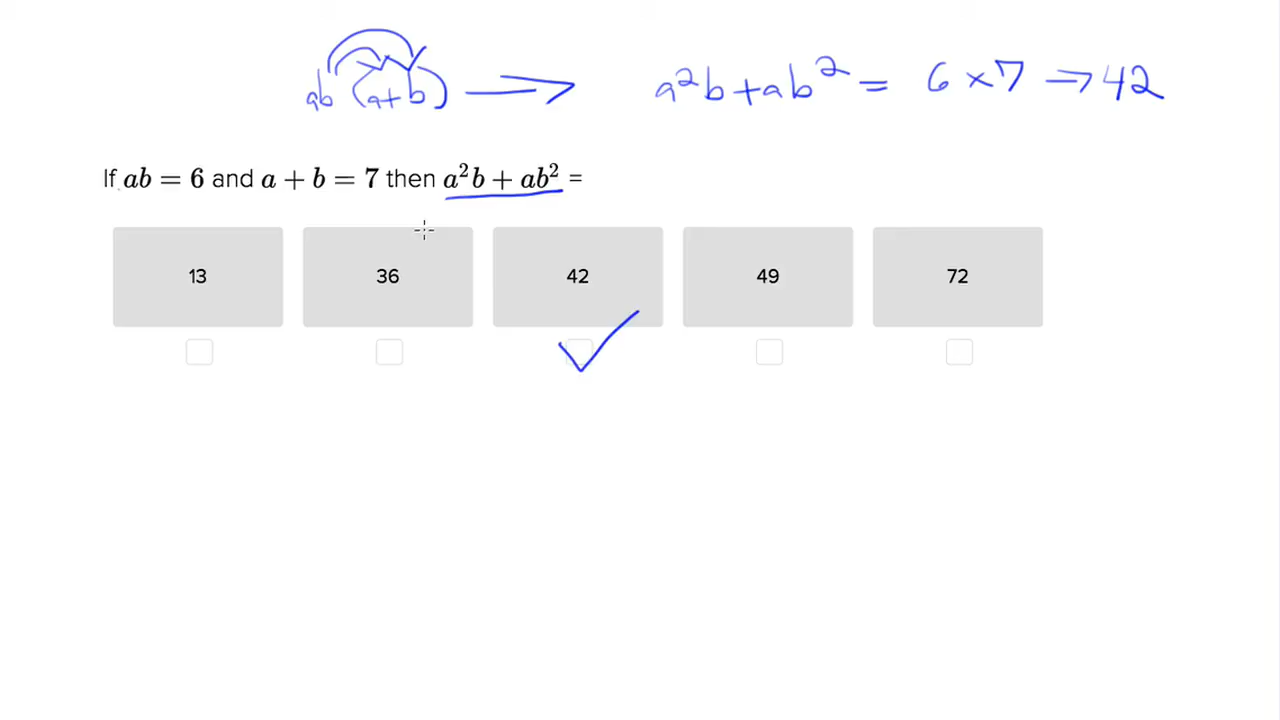 ab (a+b) ⟶ a²b + ab² = 6 × 7 ⇒ 42
If ab = 6 and a + b = 7 then a²b + ab² =
13 36 42 49 72